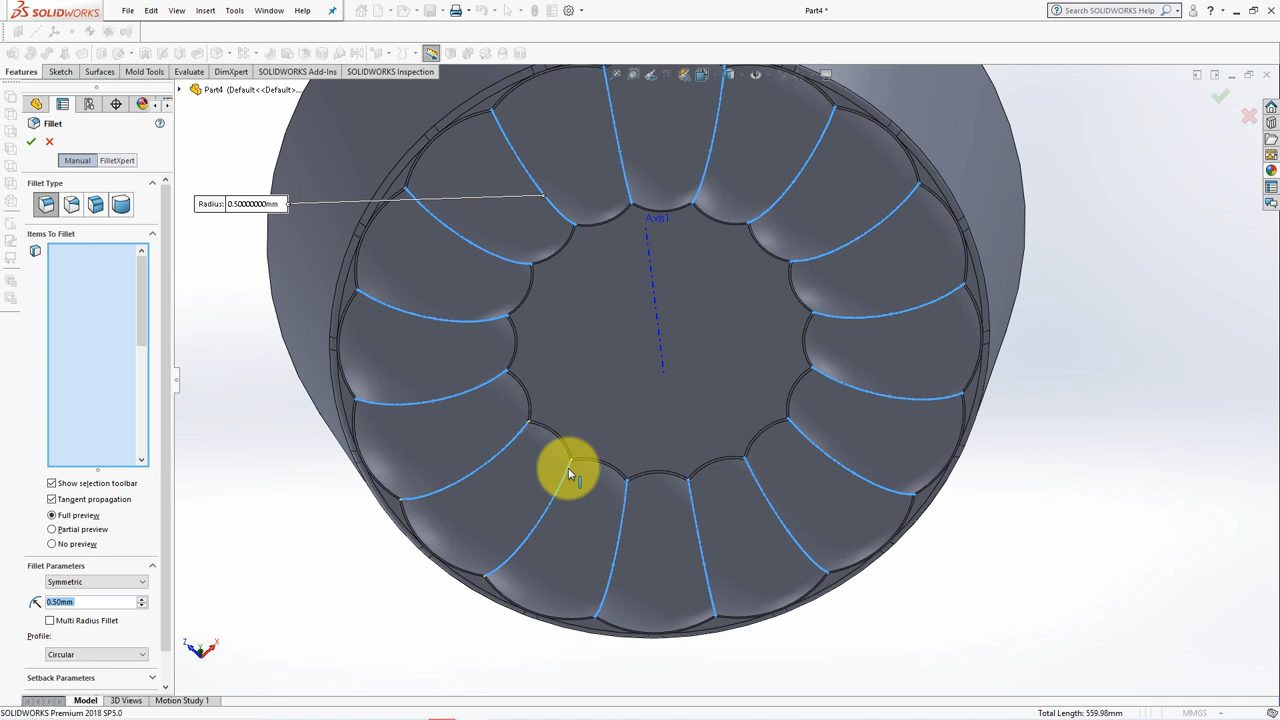 SOLIDWORKS
File
Edit
View
Insert
Tools
Window
Help
Part4 *
Search SOLIDWORKS Help
Features
Sketch
Surfaces
Mold Tools
Evaluate
DimXpert
SOLIDWORKS Add-Ins
SOLIDWORKS Inspection
Part4 (Default<<Default>...
Fillet
Manual
FilletXpert
Fillet Type
Radius: 0.50000000mm
Axis1
Items To Fillet
Show selection toolbar
Tangent propagation
Full preview
Partial preview
No preview
Fillet Parameters
Symmetric
0.50mm
Multi Radius Fillet
Profile:
Circular
Setback Parameters
Z
Y
X
Model
3D Views
Motion Study 1
SOLIDWORKS Premium 2018 SP5.0
Total Length: 559.98mm
MMGS